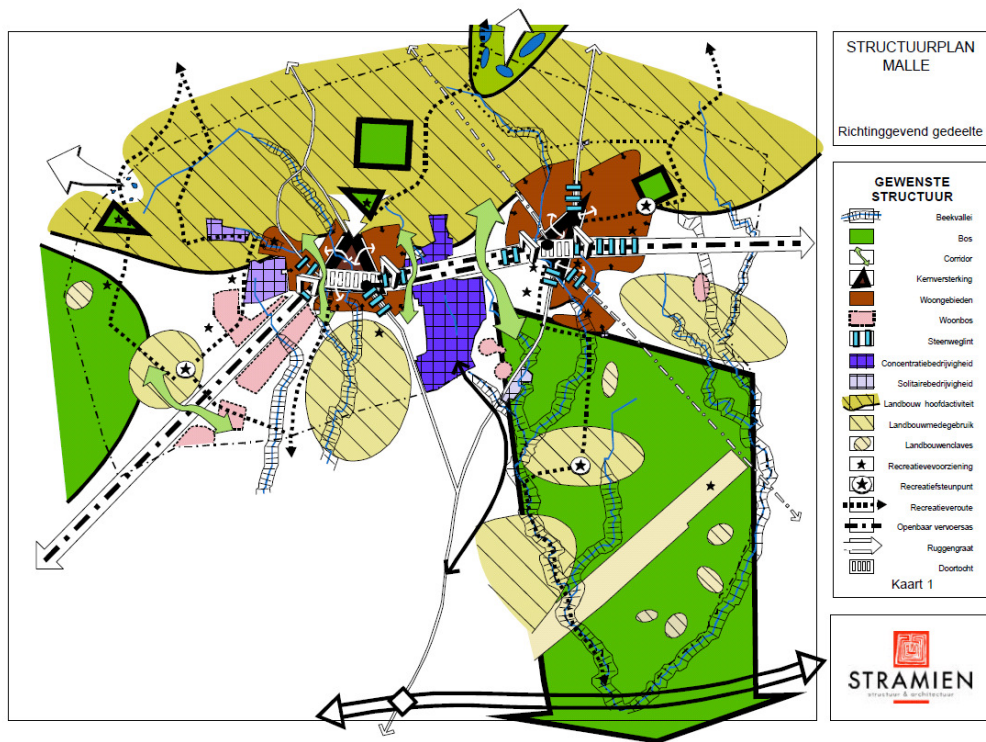 STRUCTUURPLAN
MALLE
Richtinggevend gedeelte
GEWENSTE
STRUCTUUR
Beekvallei
Bos
Corridor
Kernversterking
Woongebieden
Woonbos
Steenweglint
Concentratiebedrijvigheid
Solitairebedrijvigheid
Landbouw hoofdactiviteit
Landbouwmedegebruik
Landbouwenclaves
Recreatievevoorziening
Recreatiefsteunpunt
Recreatieveroute
Openbaar vervoersas
Ruggengraat
Doortocht
Kaart 1
STRAMIEN
structuur & architectuur